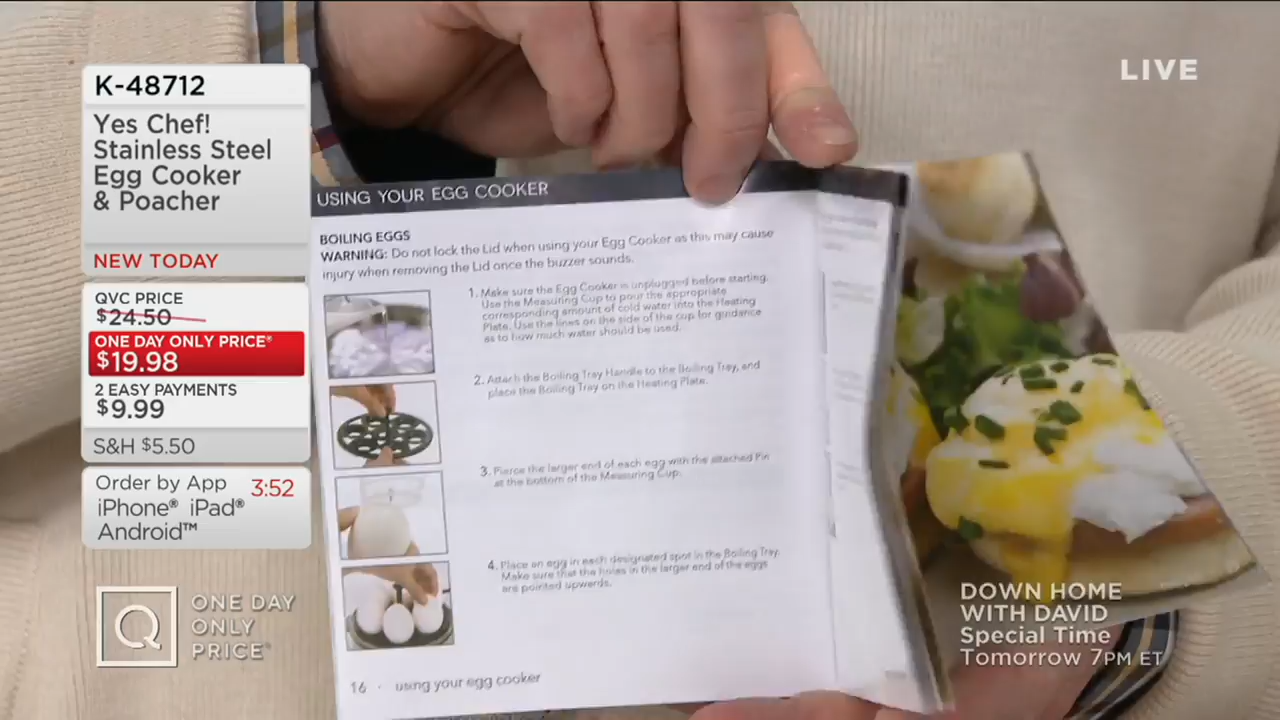 K-48712
Yes Chef!
Stainless Steel
Egg Cooker
& Poacher
NEW TODAY
QVC PRICE
$24.50
ONE DAY ONLY PRICE®
$19.98
2 EASY PAYMENTS
$9.99
S&H $5.50
Order by App 3:52
iPhone® iPad®
Android™
Q
ONE DAY
ONLY
PRICE®
LIVE
USING YOUR EGG COOKER
BOILING EGGS
WARNING: Do not lock the Lid when using your Egg Cooker as this may cause
injury when removing the Lid once the buzzer sounds.
1. Make sure the Egg Cooker is unplugged before starting.
Use the Measuring Cup to pour the appropriate
corresponding amount of cold water into the Heating
Plate. Use the lines on the side of the cup for guidance
as to how much water should be used.
2. Attach the Boiling Tray Handle to the Boiling Tray, and
place the Boiling Tray on the Heating Plate.
3. Pierce the larger end of each egg with the attached Pin
at the bottom of the Measuring Cup.
4. Place an egg in each designated spot in the Boiling Tray.
Make sure that the holes in the larger end of the eggs
are pointed upwards.
16 - using your egg cooker
DOWN HOME
WITH DAVID
Special Time
Tomorrow 7PM ET